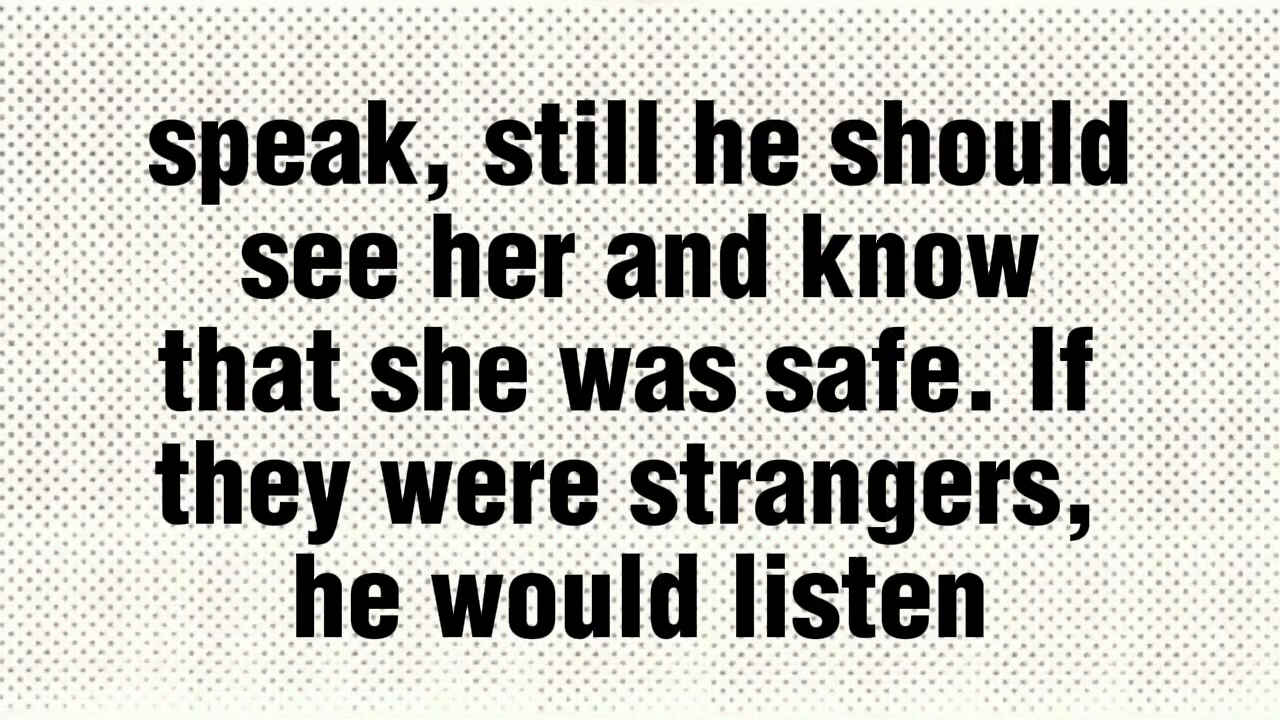 speak, still he should
see her and know
that she was safe. If
they were strangers,
he would listen